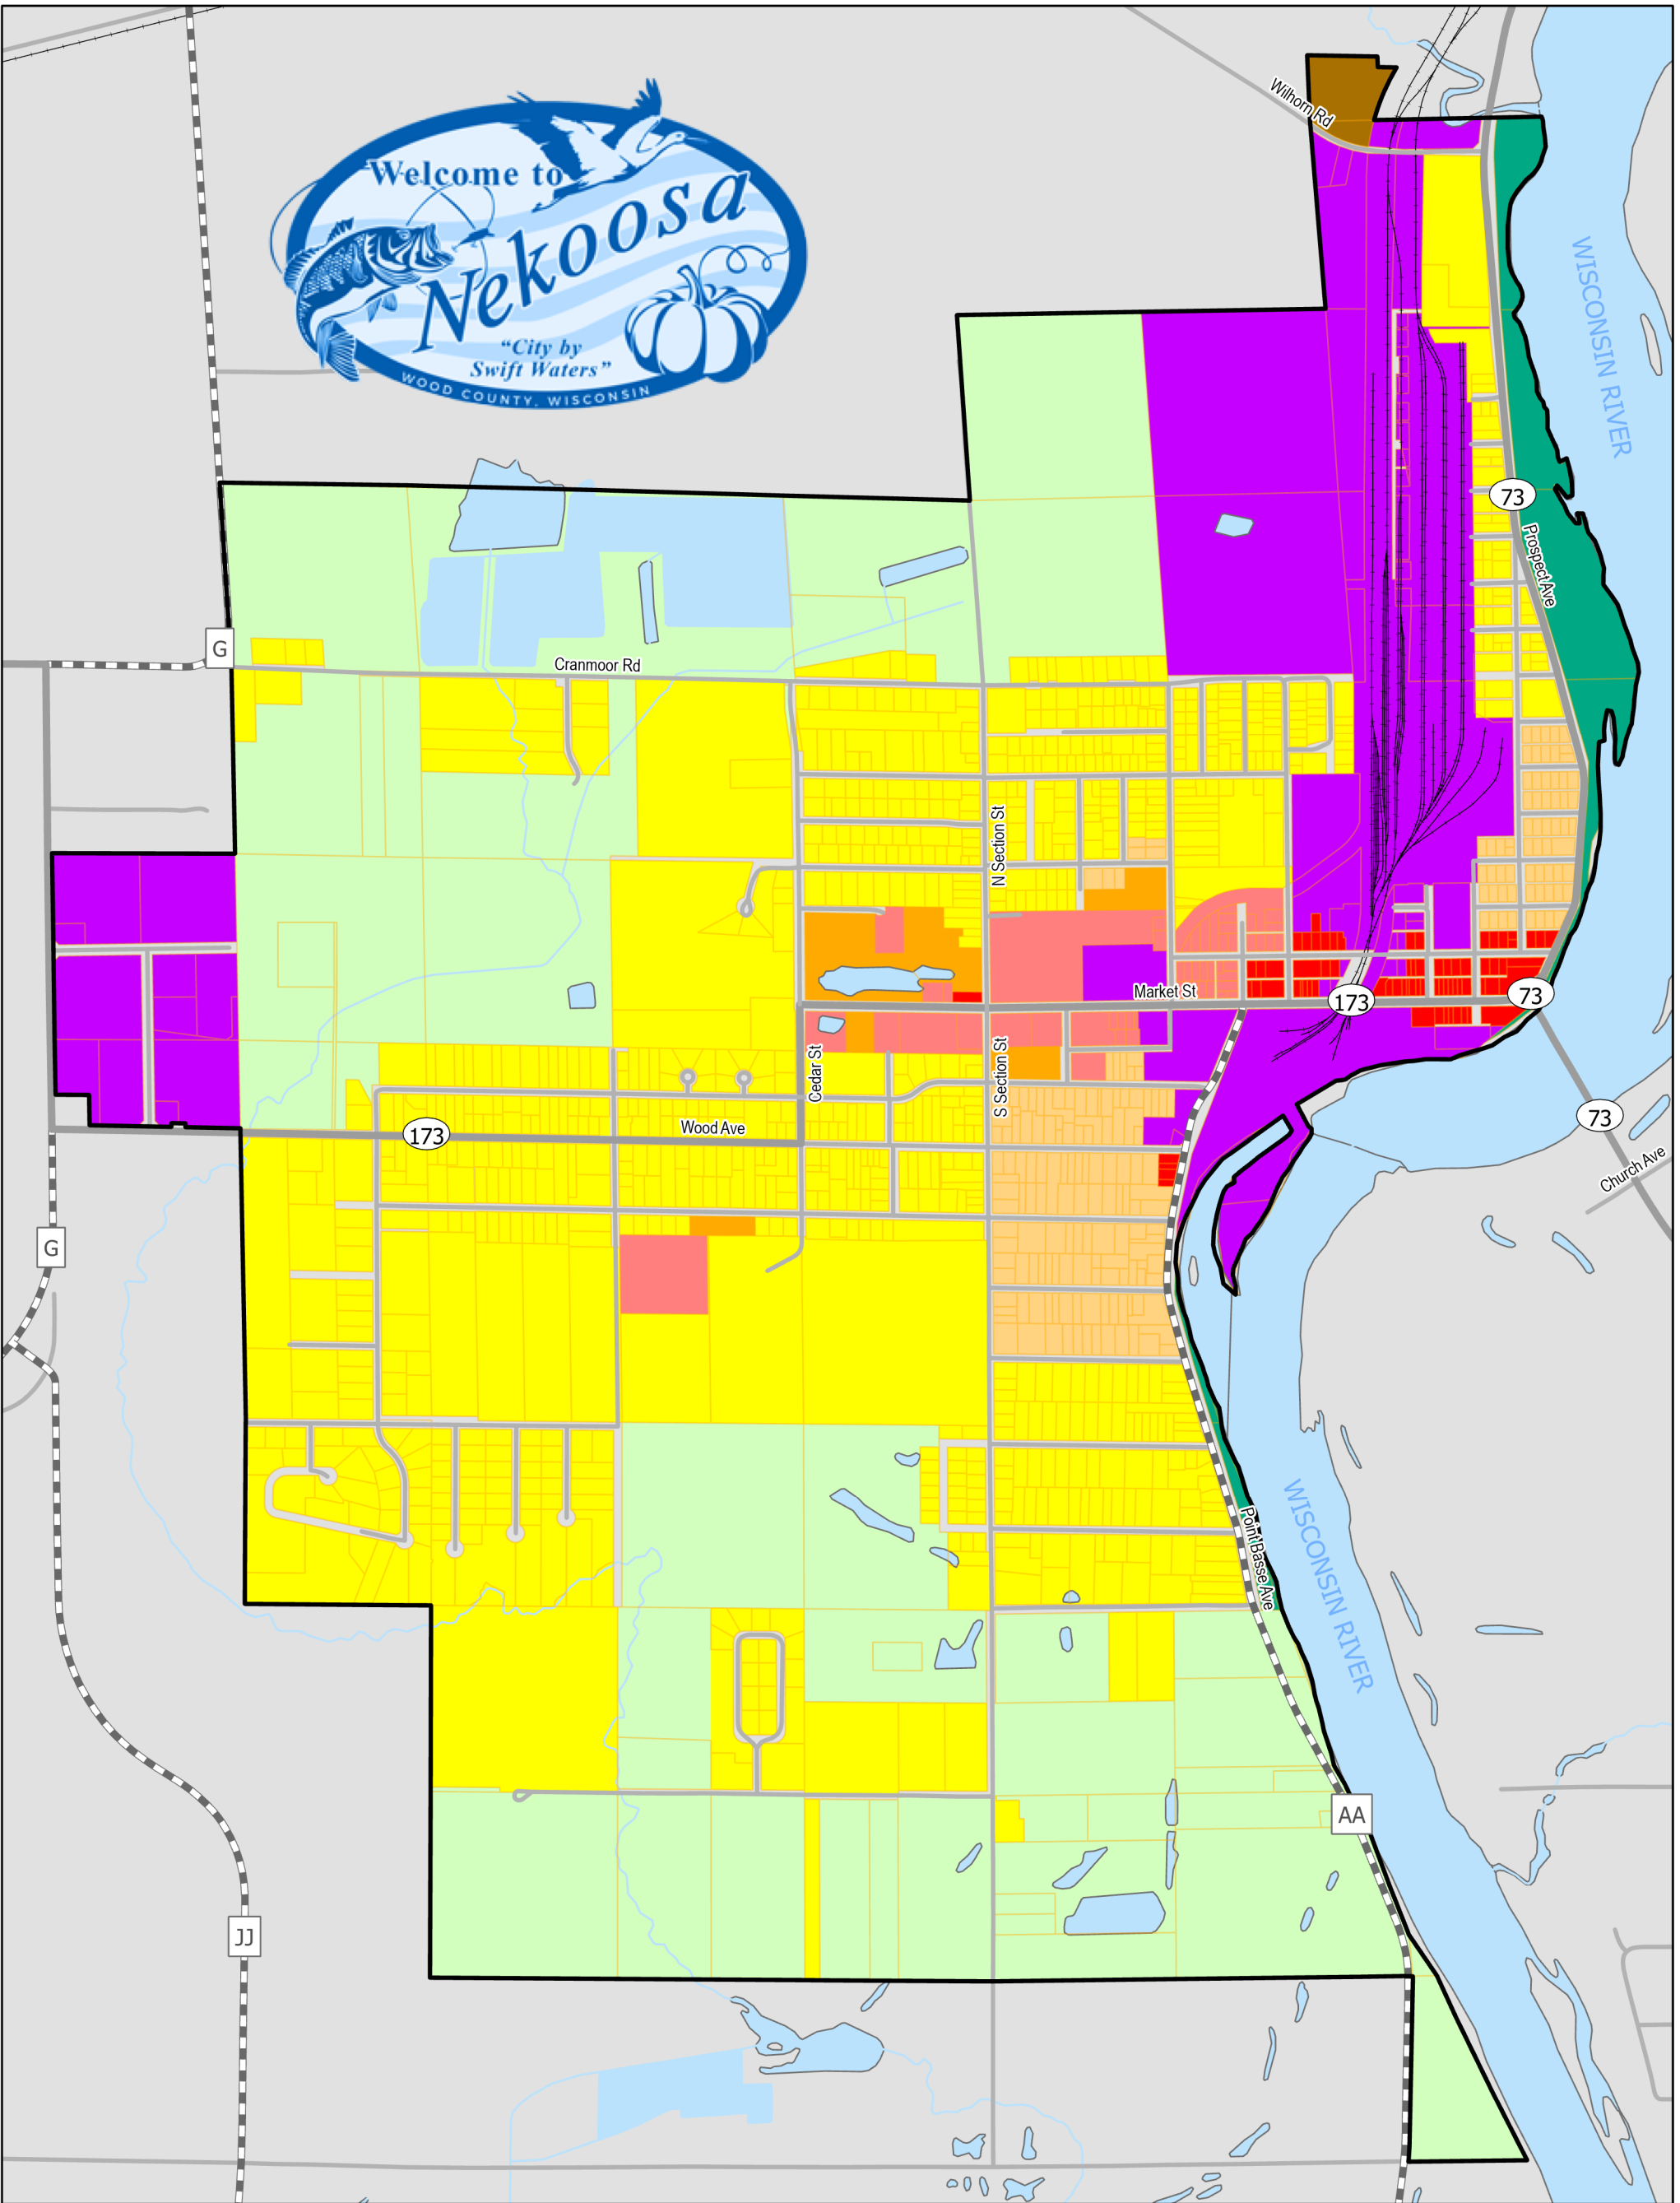 Welcome to
Nekoosa
"City by
Swift Waters"
WOOD COUNTY, WISCONSIN
Wilhorn Rd
WISCONSIN RIVER
73
Prospect Ave
G
Cranmoor Rd
N Section St
Market St
173
73
Cedar St
S Section St
173
Wood Ave
73
Church Ave
G
WISCONSIN RIVER
Point Basse Ave
AA
JJ